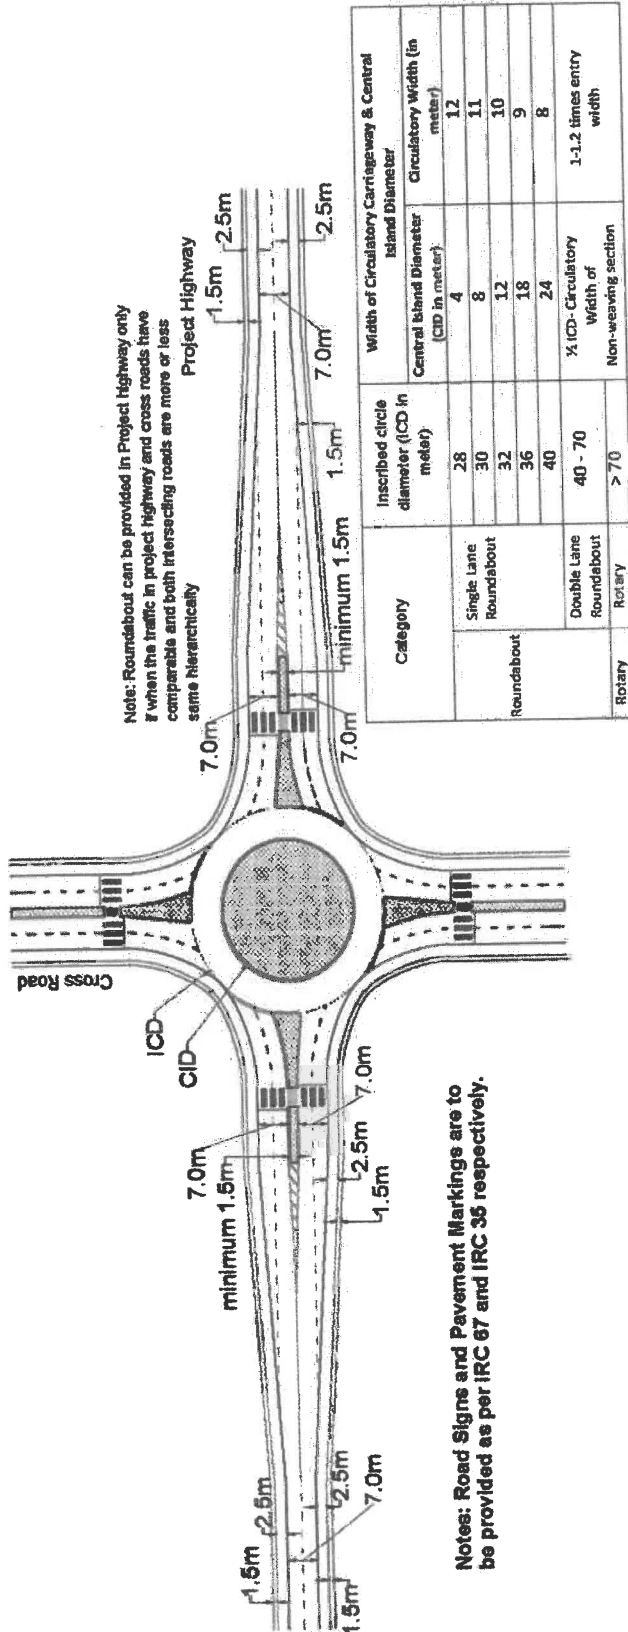 Note: Roundabout can be provided in Project highway only
if when the traffic in project highway and cross roads have
comparable and both intersecting roads are more or less
same hierarchically
Project Highway
Cross Road
ICD
CID
1.5m
2.5m
2.5m
7.0m
1.5m
7.0m
minimum 1.5m
7.0m
7.0m
minimum 1.5m
7.0m
2.5m
1.5m
1.5m
2.5m
2.5m
7.0m
1.5m
Notes: Road Signs and Pavement Markings are to
be provided as per IRC 67 and IRC 35 respectively.
Category
Inscribed circle
diameter (ICD in
meter)
Width of Circulatory Carriageway & Central
Island Diameter
Central Island Diameter
(CID in meter)
Circulatory Width (in
meter)
Roundabout
Single Lane
Roundabout
28 4 12
30 8 11
32 12 10
36 18 9
40 24 8
Double Lane
Roundabout
40 - 70
½ ICD- Circulatory
Width of
Non-weaving section
1-1.2 times entry
width
Rotary Rotary > 70